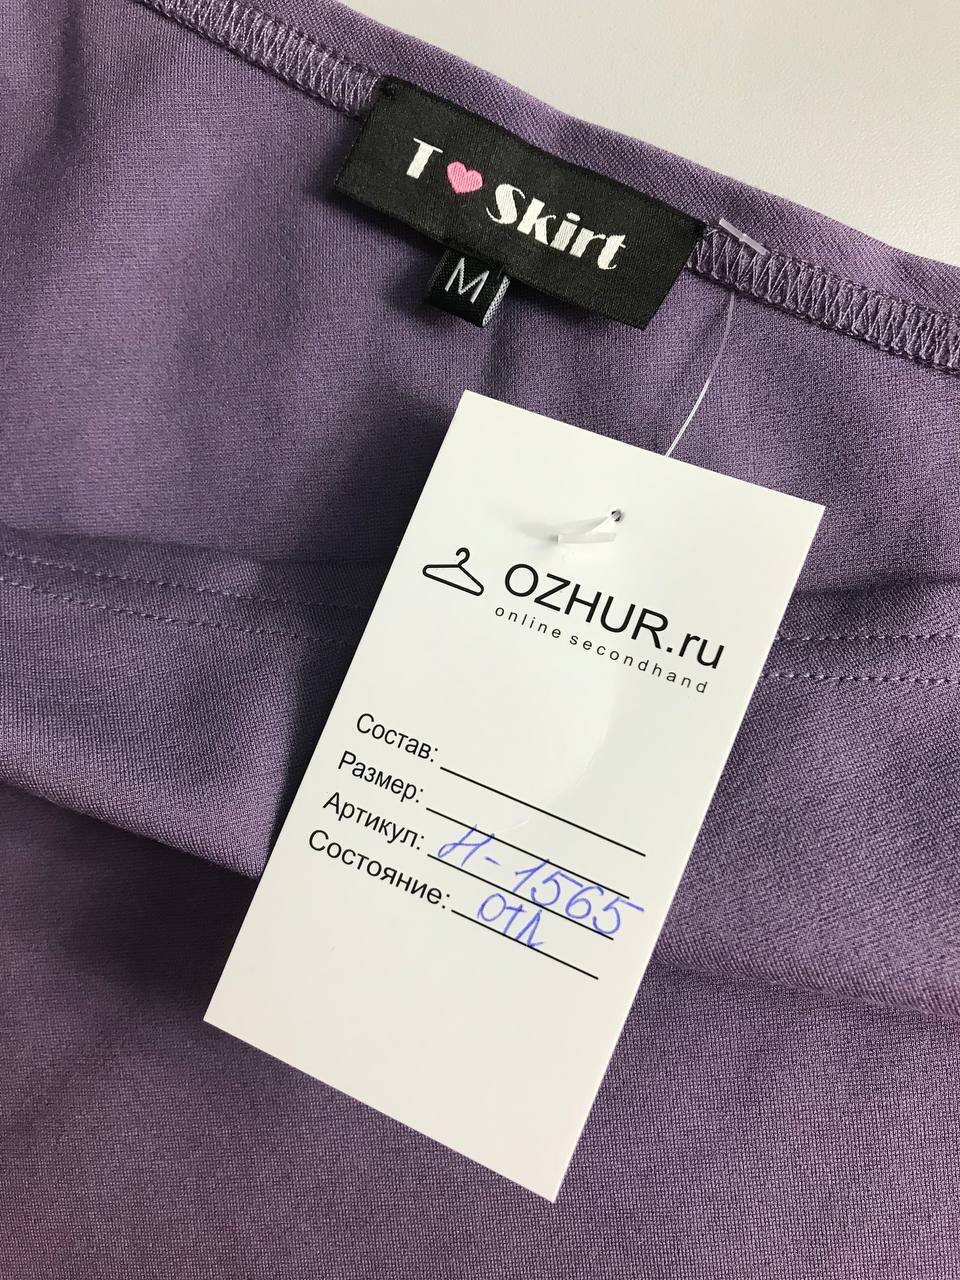 T♥Skirt
M
OZHUR.ru
online secondhand
Состав:
Размер:
Артикул: Н-1565
Состояние: отл